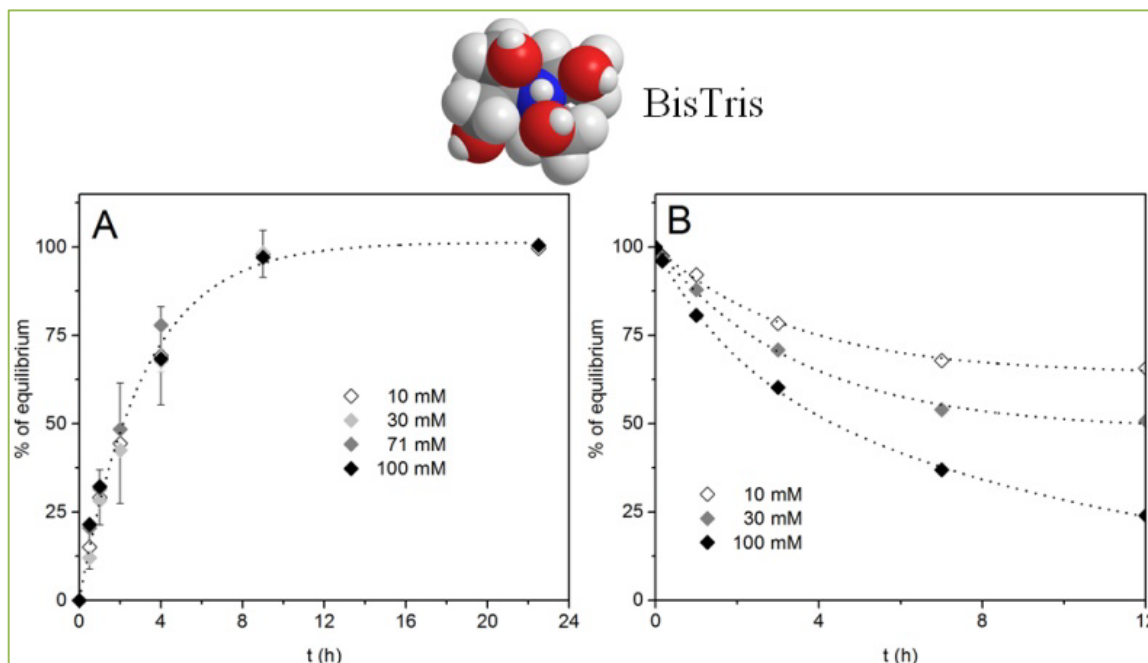 BisTris
A
100
75
50
25
0
% of equilibrium
10 mM
30 mM
71 mM
100 mM
0 4 8 12 16 20 24
t (h)
B
100
75
50
25
0
% of equilibrium
10 mM
30 mM
100 mM
0 4 8 12
t (h)